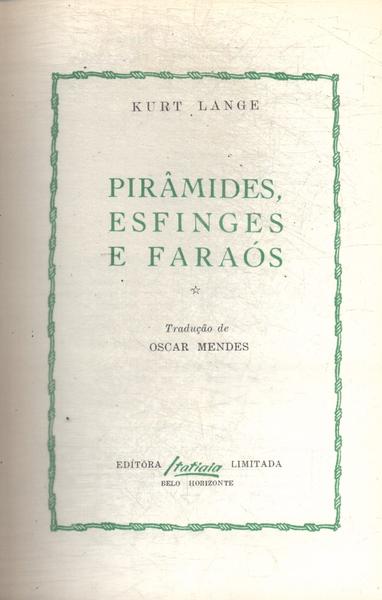 KURT LANGE
PIRÂMIDES,
ESFINGES
E FARAÓS
Tradução de
OSCAR MENDES
EDITÔRA Itatiaia LIMITADA
BELO HORIZONTE